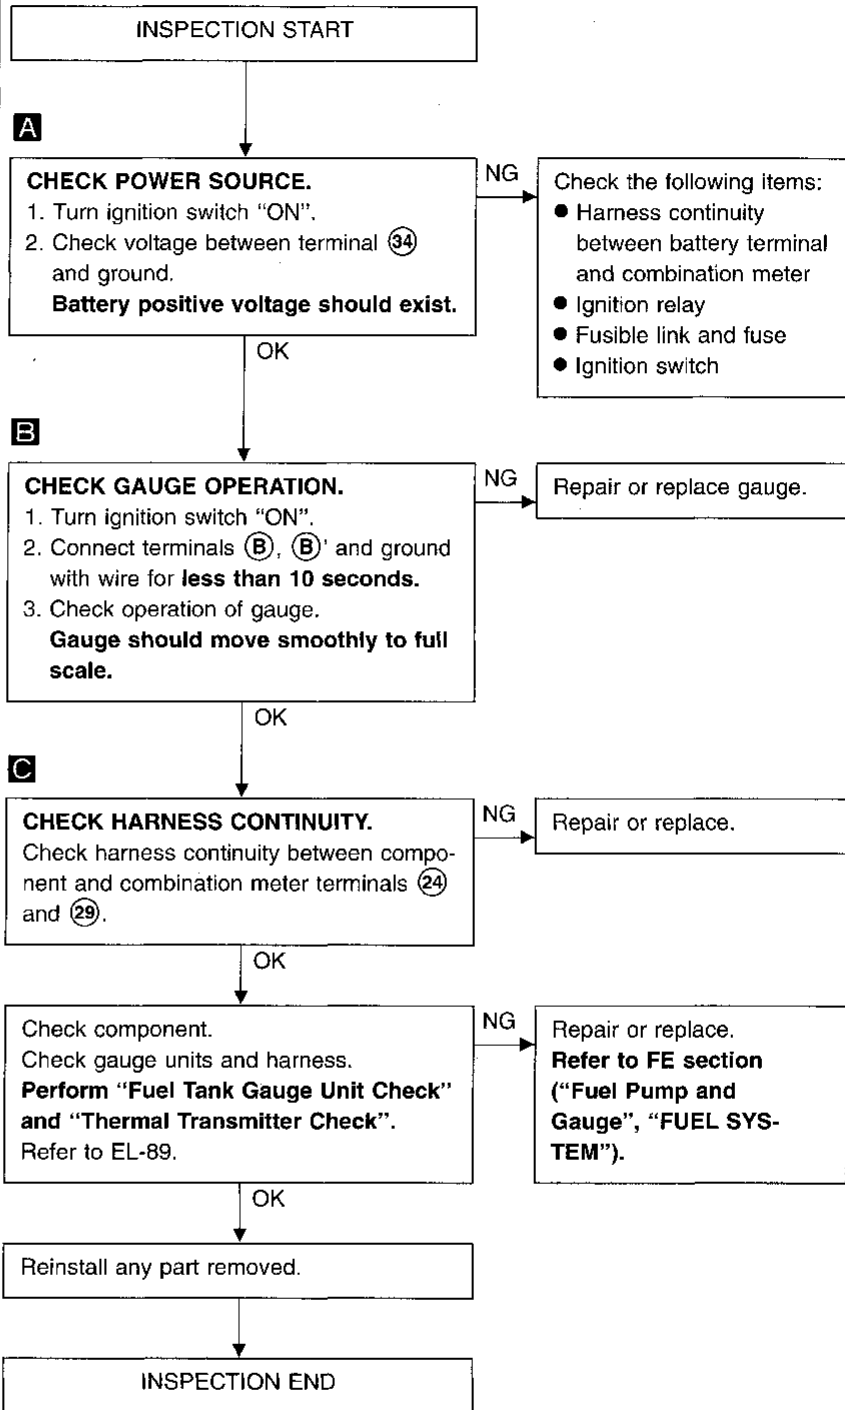 INSPECTION START
A
CHECK POWER SOURCE.
1. Turn ignition switch “ON”.
2. Check voltage between terminal 34
and ground.
Battery positive voltage should exist.
NG
Check the following items:
● Harness continuity
between battery terminal
and combination meter
● Ignition relay
● Fusible link and fuse
● Ignition switch
OK
B
CHECK GAUGE OPERATION.
1. Turn ignition switch “ON”.
2. Connect terminals B, B' and ground
with wire for less than 10 seconds.
3. Check operation of gauge.
Gauge should move smoothly to full
scale.
NG
Repair or replace gauge.
OK
C
CHECK HARNESS CONTINUITY.
Check harness continuity between compo-
nent and combination meter terminals 24
and 29.
NG
Repair or replace.
OK
Check component.
Check gauge units and harness.
Perform “Fuel Tank Gauge Unit Check”
and “Thermal Transmitter Check”.
Refer to EL-89.
NG
Repair or replace.
Refer to FE section
(“Fuel Pump and
Gauge”, “FUEL SYS-
TEM”).
OK
Reinstall any part removed.
INSPECTION END